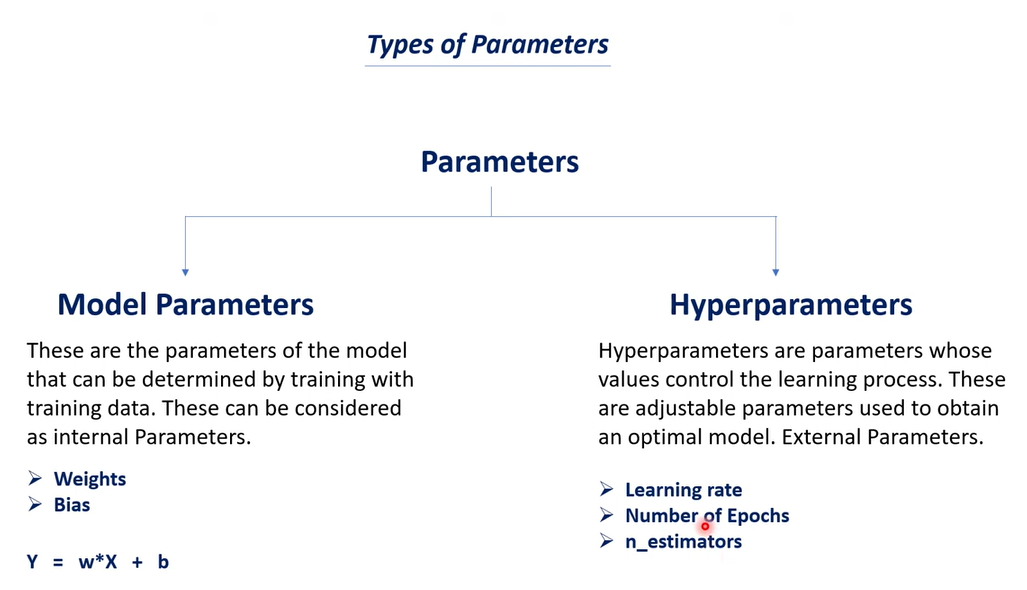 Types of Parameters
Parameters
Model Parameters
These are the parameters of the model
that can be determined by training with
training data. These can be considered
as internal Parameters.
➢ Weights
➢ Bias
Y = w*X + b
Hyperparameters
Hyperparameters are parameters whose
values control the learning process. These
are adjustable parameters used to obtain
an optimal model. External Parameters.
➢ Learning rate
➢ Number of Epochs
➢ n_estimators